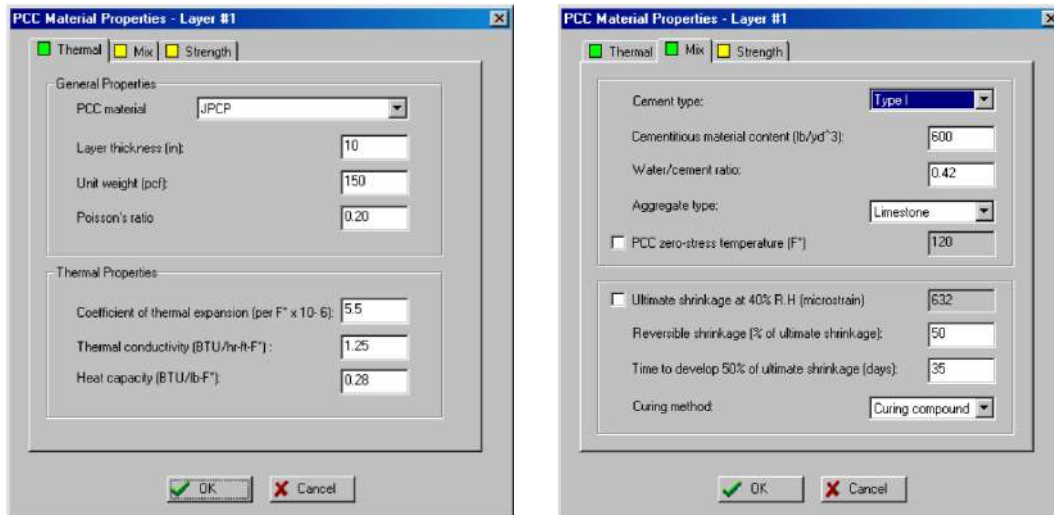 PCC Material Properties - Layer #1
Thermal Mix Strength
General Properties
PCC material JPCP
Layer thickness (in): 10
Unit weight (pcf): 150
Poisson's ratio 0.20
Thermal Properties
Coefficient of thermal expansion (per F° x 10- 6): 5.5
Thermal conductivity (BTU/hr-ft-F°) : 1.25
Heat capacity (BTU/lb-F°): 0.28
OK Cancel
PCC Material Properties - Layer #1
Thermal Mix Strength
Cement type: Type I
Cementitious material content (lb/yd^3): 600
Water/cement ratio: 0.42
Aggregate type: Limestone
PCC zero-stress temperature (F°) 120
Ultimate shrinkage at 40% R.H (microstrain) 632
Reversible shrinkage (% of ultimate shrinkage): 50
Time to develop 50% of ultimate shrinkage (days): 35
Curing method: Curing compound
OK Cancel